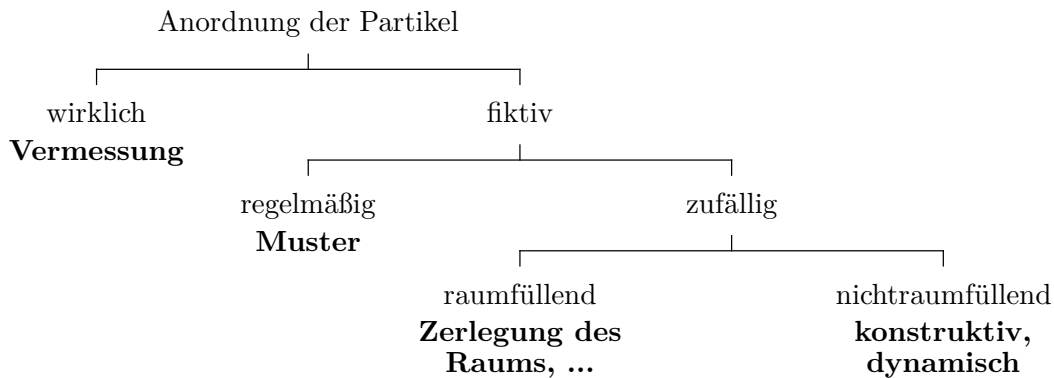 Anordnung der Partikel
wirklich
Vermessung
fiktiv
regelmäßig
Muster
zufällig
raumfüllend
Zerlegung des
Raums, ...
nichtraumfüllend
konstruktiv,
dynamisch